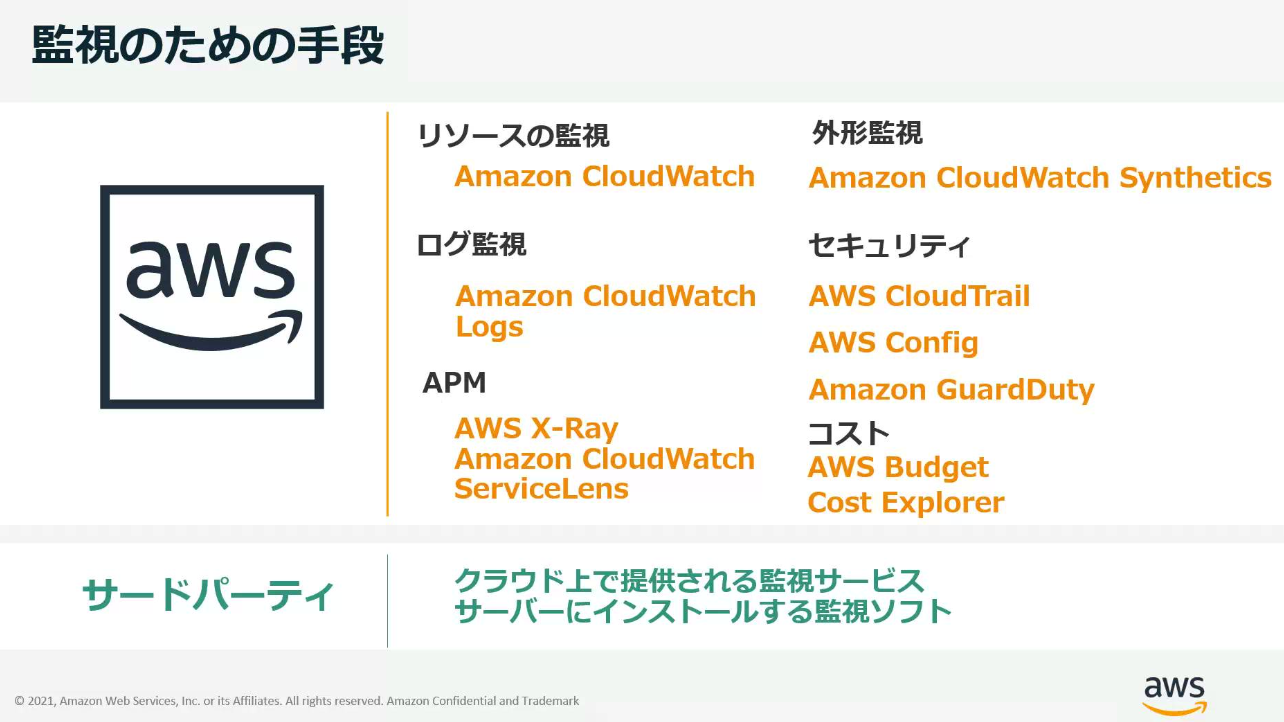 監視のための手段
aws
リソースの監視
Amazon CloudWatch
ログ監視
Amazon CloudWatch
Logs
APM
AWS X-Ray
Amazon CloudWatch
ServiceLens
外形監視
Amazon CloudWatch Synthetics
セキュリティ
AWS CloudTrail
AWS Config
Amazon GuardDuty
コスト
AWS Budget
Cost Explorer
サードパーティ
クラウド上で提供される監視サービス
サーバーにインストールする監視ソフト
© 2021, Amazon Web Services, Inc. or its Affiliates. All rights reserved. Amazon Confidential and Trademark
aws